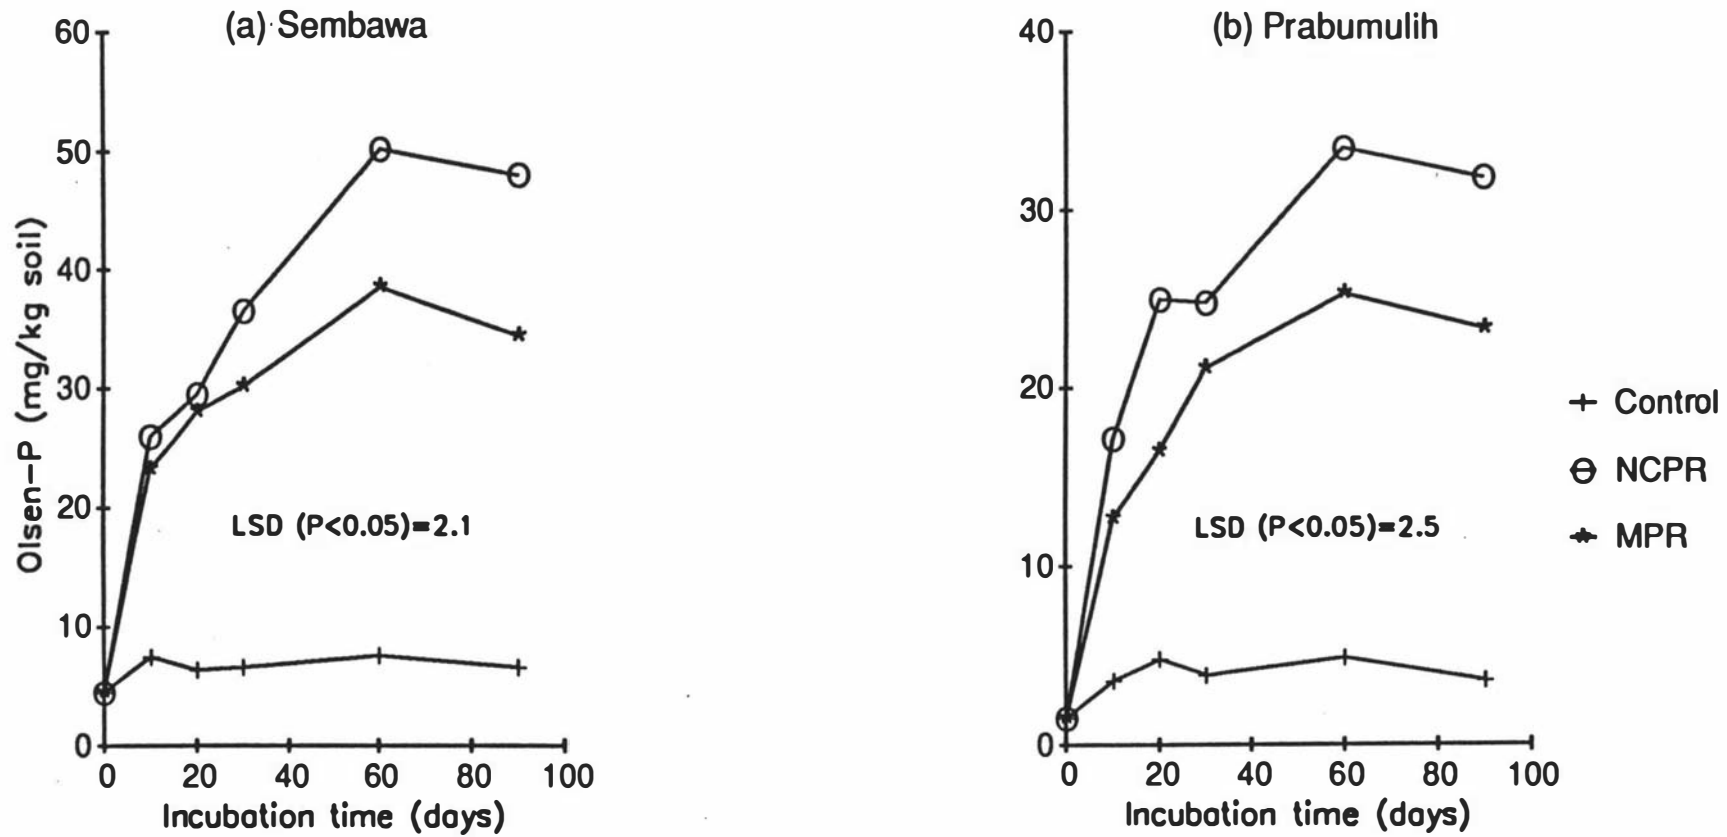 (a) Sembawa
60
50
40
30
20
10
0
Olsen-P (mg/kg soil)
LSD (P<0.05)=2.1
0 20 40 60 80 100
Incubation time (days)
(b) Prabumulih
40
30
20
10
0
LSD (P<0.05)=2.5
0 20 40 60 80 100
Incubation time (days)
Control
NCPR
MPR